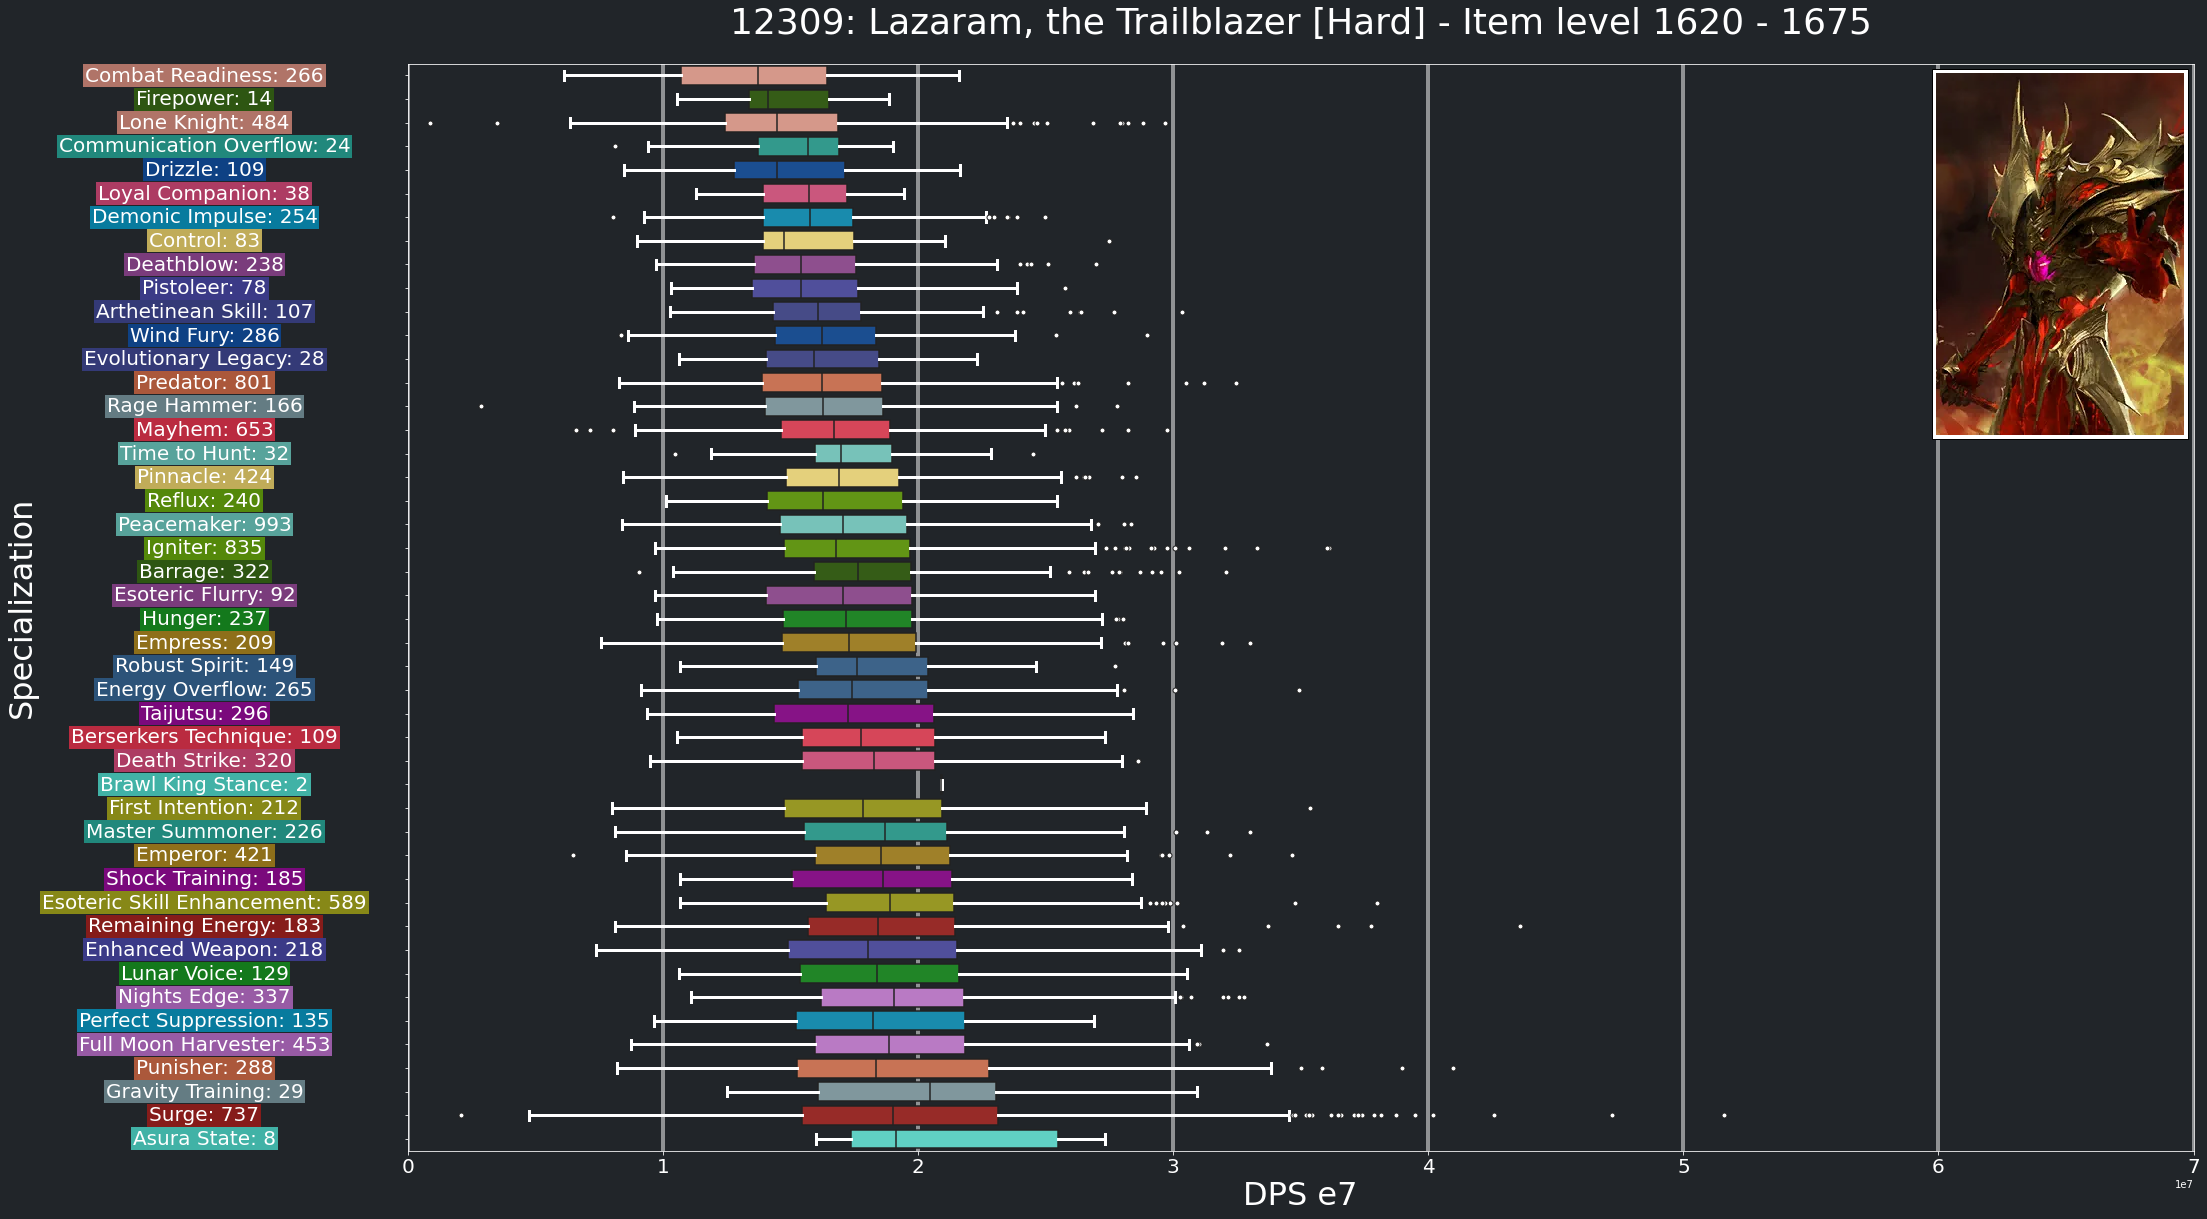 12309: Lazaram, the Trailblazer [Hard] - Item level 1620 - 1675
Specialization
Combat Readiness: 266
Firepower: 14
Lone Knight: 484
Communication Overflow: 24
Drizzle: 109
Loyal Companion: 38
Demonic Impulse: 254
Control: 83
Deathblow: 238
Pistoleer: 78
Arthetinean Skill: 107
Wind Fury: 286
Evolutionary Legacy: 28
Predator: 801
Rage Hammer: 166
Mayhem: 653
Time to Hunt: 32
Pinnacle: 424
Reflux: 240
Peacemaker: 993
Igniter: 835
Barrage: 322
Esoteric Flurry: 92
Hunger: 237
Empress: 209
Robust Spirit: 149
Energy Overflow: 265
Taijutsu: 296
Berserkers Technique: 109
Death Strike: 320
Brawl King Stance: 2
First Intention: 212
Master Summoner: 226
Emperor: 421
Shock Training: 185
Esoteric Skill Enhancement: 589
Remaining Energy: 183
Enhanced Weapon: 218
Lunar Voice: 129
Nights Edge: 337
Perfect Suppression: 135
Full Moon Harvester: 453
Punisher: 288
Gravity Training: 29
Surge: 737
Asura State: 8
0 1 2 3 4 5 6 7
1e7
DPS e7